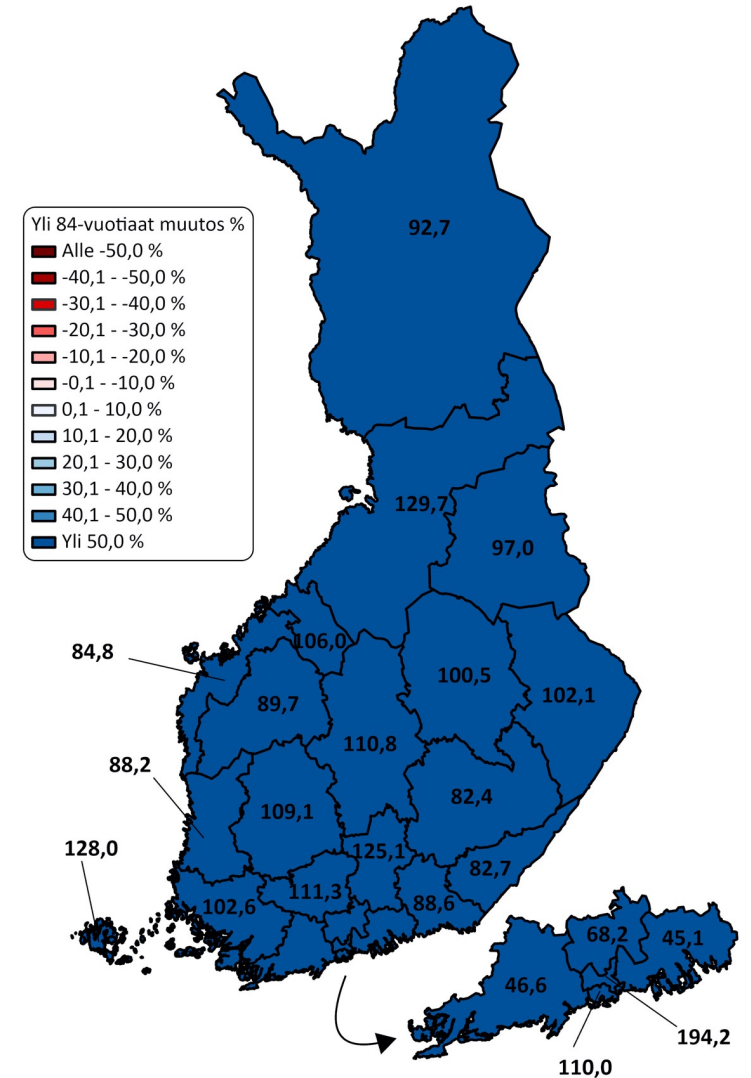 92,7
Yli 84-vuotiaat muutos %
Alle -50,0 %
-40,1 - -50,0 %
-30,1 - -40,0 %
-20,1 - -30,0 %
-10,1 - -20,0 %
-0,1 - -10,0 %
0,1 - 10,0 %
10,1 - 20,0 %
20,1 - 30,0 %
30,1 - 40,0 %
40,1 - 50,0 %
Yli 50,0 %
129,7
97,0
106,0
84,8
100,5
102,1
89,7
110,8
88,2
82,4
109,1
128,0
125,1
82,7
111,3
102,6
88,6
68,2
45,1
46,6
194,2
110,0